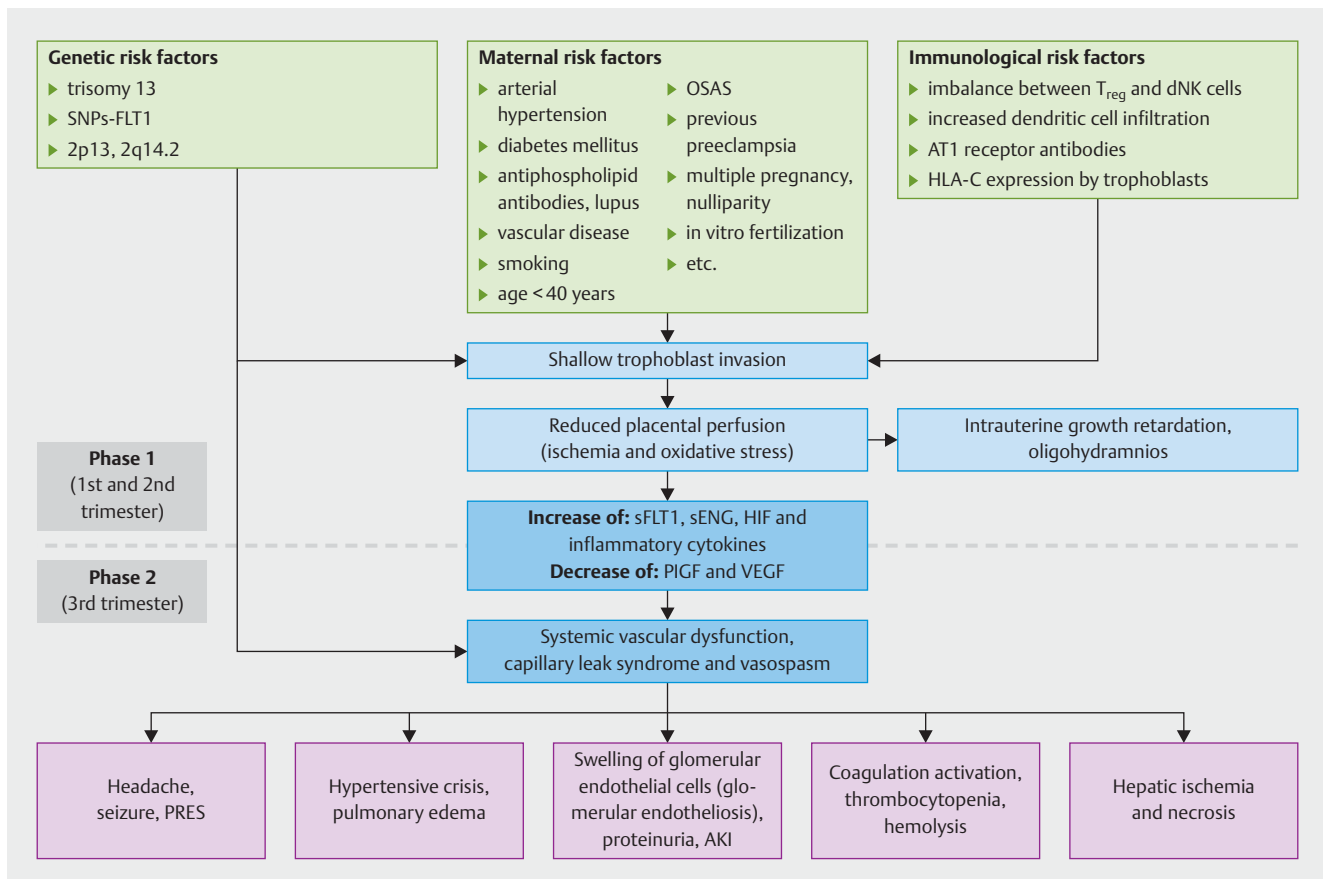 Genetic risk factors
trisomy 13
SNPs-FLT1
2p13, 2q14.2
Maternal risk factors
arterial
hypertension
diabetes mellitus
antiphospholipid
antibodies, lupus
vascular disease
smoking
age < 40 years
OSAS
previous
preeclampsia
multiple pregnancy,
nulliparity
in vitro fertilization
etc.
Immunological risk factors
imbalance between Treg and dNK cells
increased dendritic cell infiltration
AT1 receptor antibodies
HLA-C expression by trophoblasts
Shallow trophoblast invasion
Reduced placental perfusion
(ischemia and oxidative stress)
Intrauterine growth retardation,
oligohydramnios
Phase 1
(1st and 2nd
trimester)
Increase of: sFLT1, sENG, HIF and
inflammatory cytokines
Decrease of: PIGF and VEGF
Phase 2
(3rd trimester)
Systemic vascular dysfunction,
capillary leak syndrome and vasospasm
Headache,
seizure, PRES
Hypertensive crisis,
pulmonary edema
Swelling of glomerular
endothelial cells (glo-
merular endotheliosis),
proteinuria, AKI
Coagulation activation,
thrombocytopenia,
hemolysis
Hepatic ischemia
and necrosis